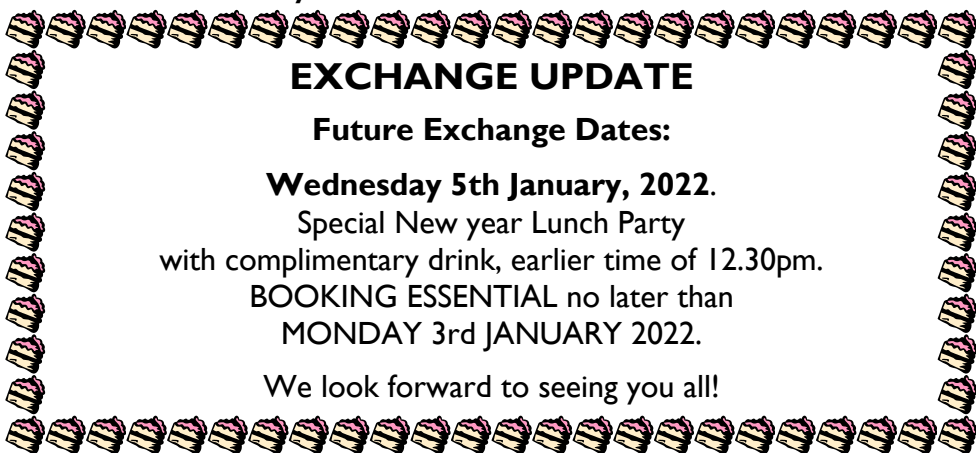 EXCHANGE UPDATE
Future Exchange Dates:
Wednesday 5th January, 2022.
Special New year Lunch Party
with complimentary drink, earlier time of 12.30pm.
BOOKING ESSENTIAL no later than
MONDAY 3rd JANUARY 2022.
We look forward to seeing you all!